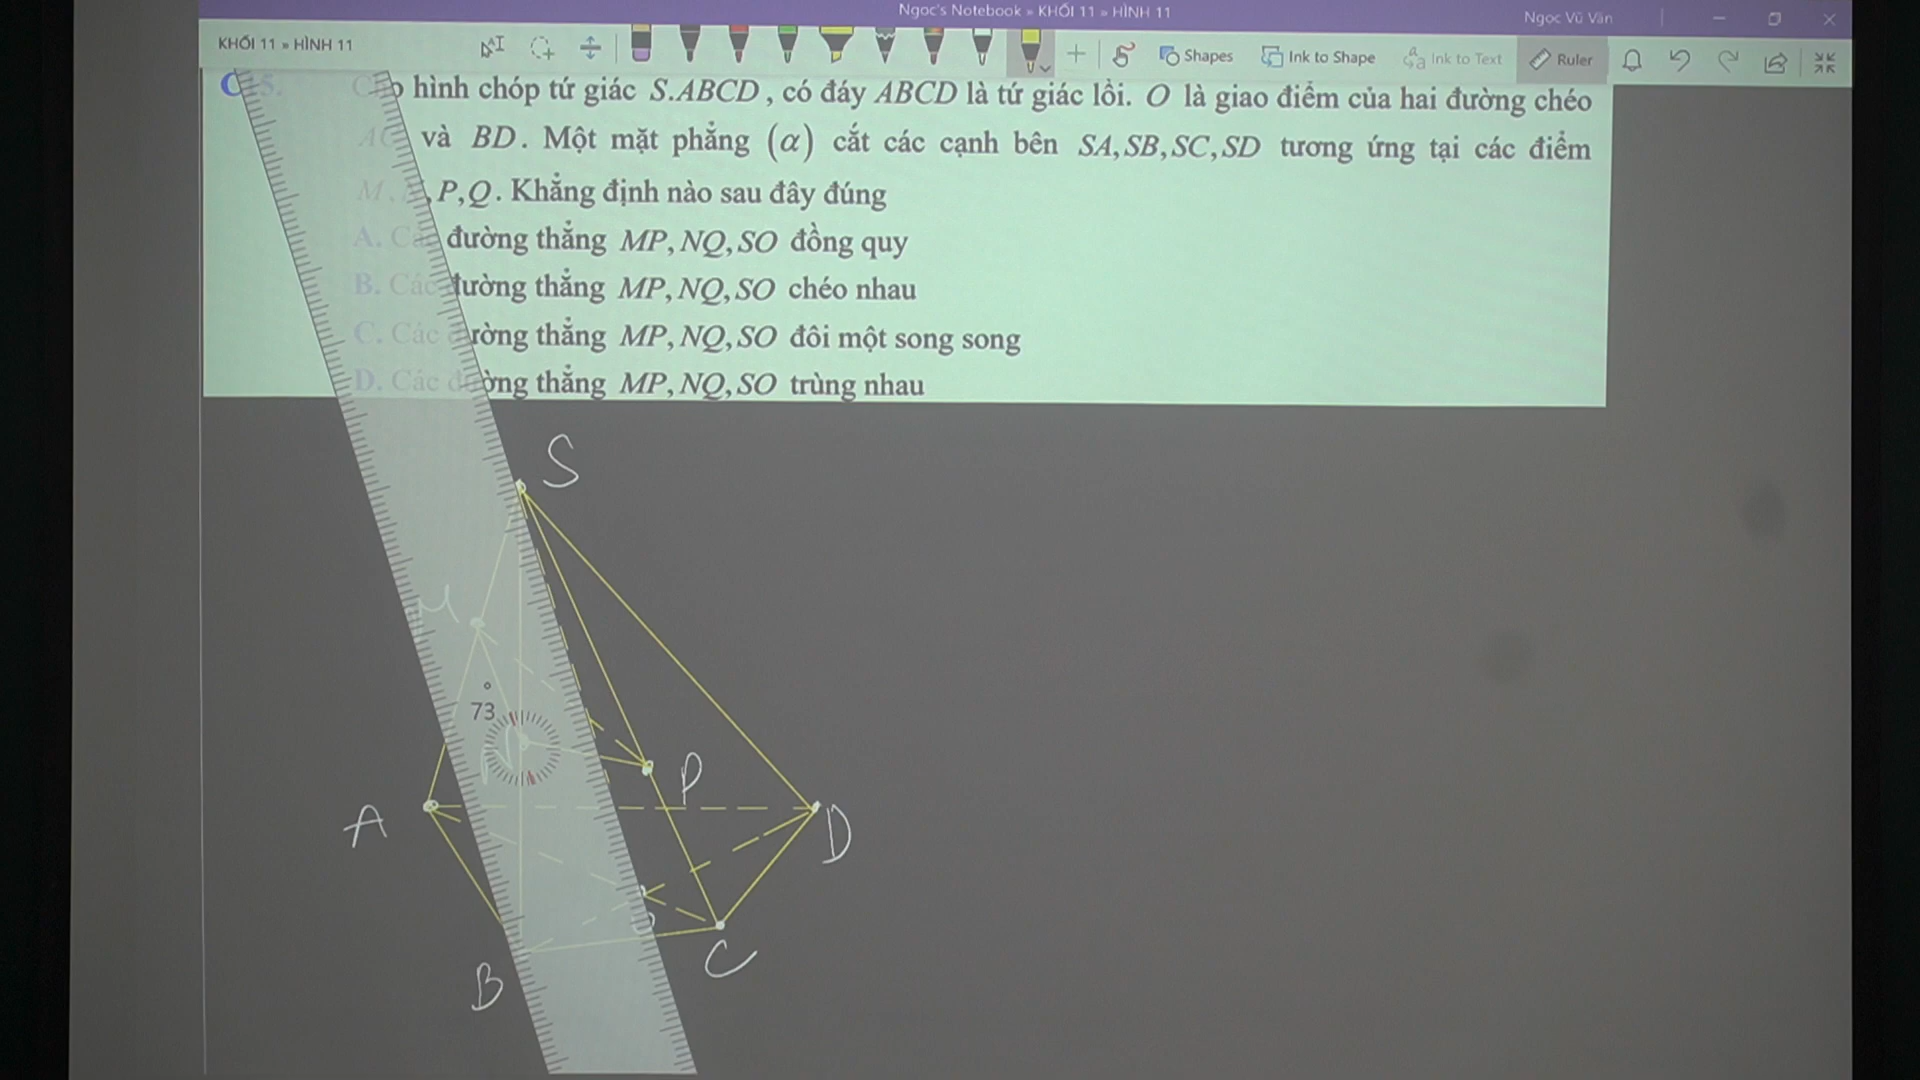 Ngoc's Notebook » KHỐI 11 » HÌNH 11
Ngoc Vũ Văn
KHỐI 11 » HÌNH 11
Shapes
Ink to Shape
Ink to Text
Ruler
hình chóp tứ giác S.ABCD, có đáy ABCD là tứ giác lồi. O là giao điểm của hai đường chéo
AC và BD. Một mặt phẳng (α) cắt các cạnh bên SA,SB,SC,SD tương ứng tại các điểm
M, P,Q. Khẳng định nào sau đây đúng
A. Các đường thẳng MP,NQ,SO đồng quy
B. Các đường thẳng MP,NQ,SO chéo nhau
C. Các đường thẳng MP,NQ,SO đôi một song song
D. Các đường thẳng MP,NQ,SO trùng nhau
S
M
73
N
P
A
D
O
C
B